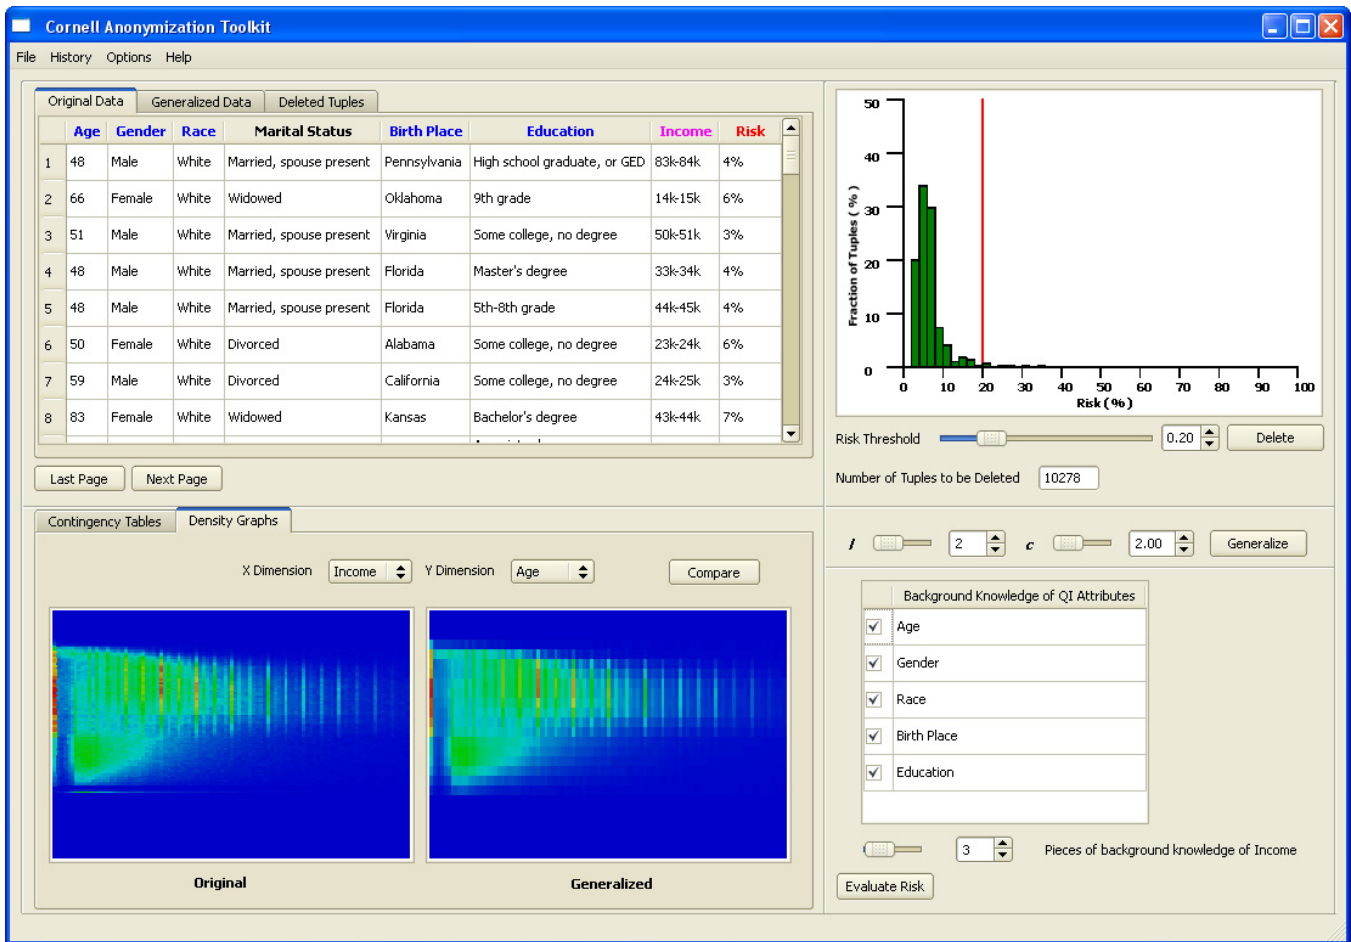 Cornell Anonymization Toolkit
File History Options Help
Original Data Generalized Data Deleted Tuples
Age Gender Race Marital Status Birth Place Education Income Risk
1 48 Male White Married, spouse present Pennsylvania High school graduate, or GED 83k-84k 4%
2 66 Female White Widowed Oklahoma 9th grade 14k-15k 6%
3 51 Male White Married, spouse present Virginia Some college, no degree 50k-51k 3%
4 48 Male White Married, spouse present Florida Master's degree 33k-34k 4%
5 48 Male White Married, spouse present Florida 5th-8th grade 44k-45k 4%
6 50 Female White Divorced Alabama Some college, no degree 23k-24k 6%
7 59 Male White Divorced California Some college, no degree 24k-25k 3%
8 83 Female White Widowed Kansas Bachelor's degree 43k-44k 7%
Last Page Next Page
Fraction of Tuples (%)
50
40
30
20
10
0
0 10 20 30 40 50 60 70 80 90 100
Risk (%)
Risk Threshold 0.20 Delete
Number of Tuples to be Deleted 10278
l 2 c 2.00 Generalize
Contingency Tables Density Graphs
X Dimension Income Y Dimension Age Compare
Original Generalized
Background Knowledge of QI Attributes
Age
Gender
Race
Birth Place
Education
3 Pieces of background knowledge of Income
Evaluate Risk